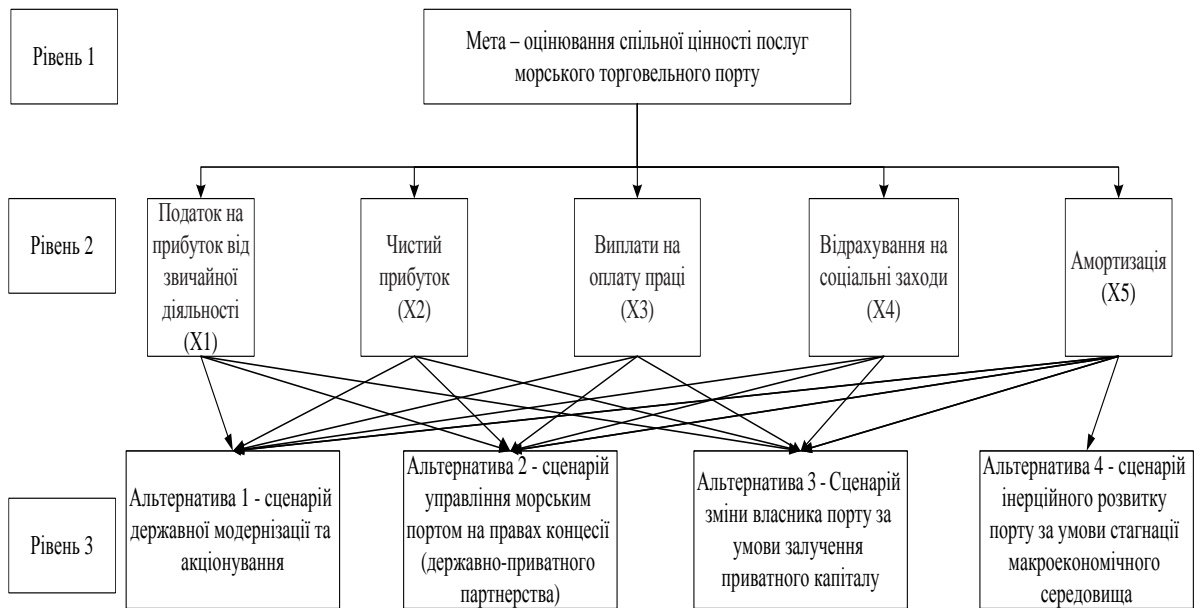 Рівень 1
Мета – оцінювання спільної цінності послуг
морського торговельного порту
Рівень 2
Податок на
прибуток від
звичайної
діяльності
(X1)
Чистий
прибуток
(X2)
Виплати на
оплату праці
(X3)
Відрахування на
соціальні заходи
(X4)
Амортизація
(X5)
Рівень 3
Альтернатива 1 - сценарій
державної модернізації та
акціонування
Альтернатива 2 - сценарій
управління морським
портом на правах концесії
(державно-приватного
партнерства)
Альтернатива 3 - Сценарій
зміни власника порту за
умови залучення
приватного капіталу
Альтернатива 4 - сценарій
інерційного розвитку
порту за умови стагнації
макроекономічного
середовища